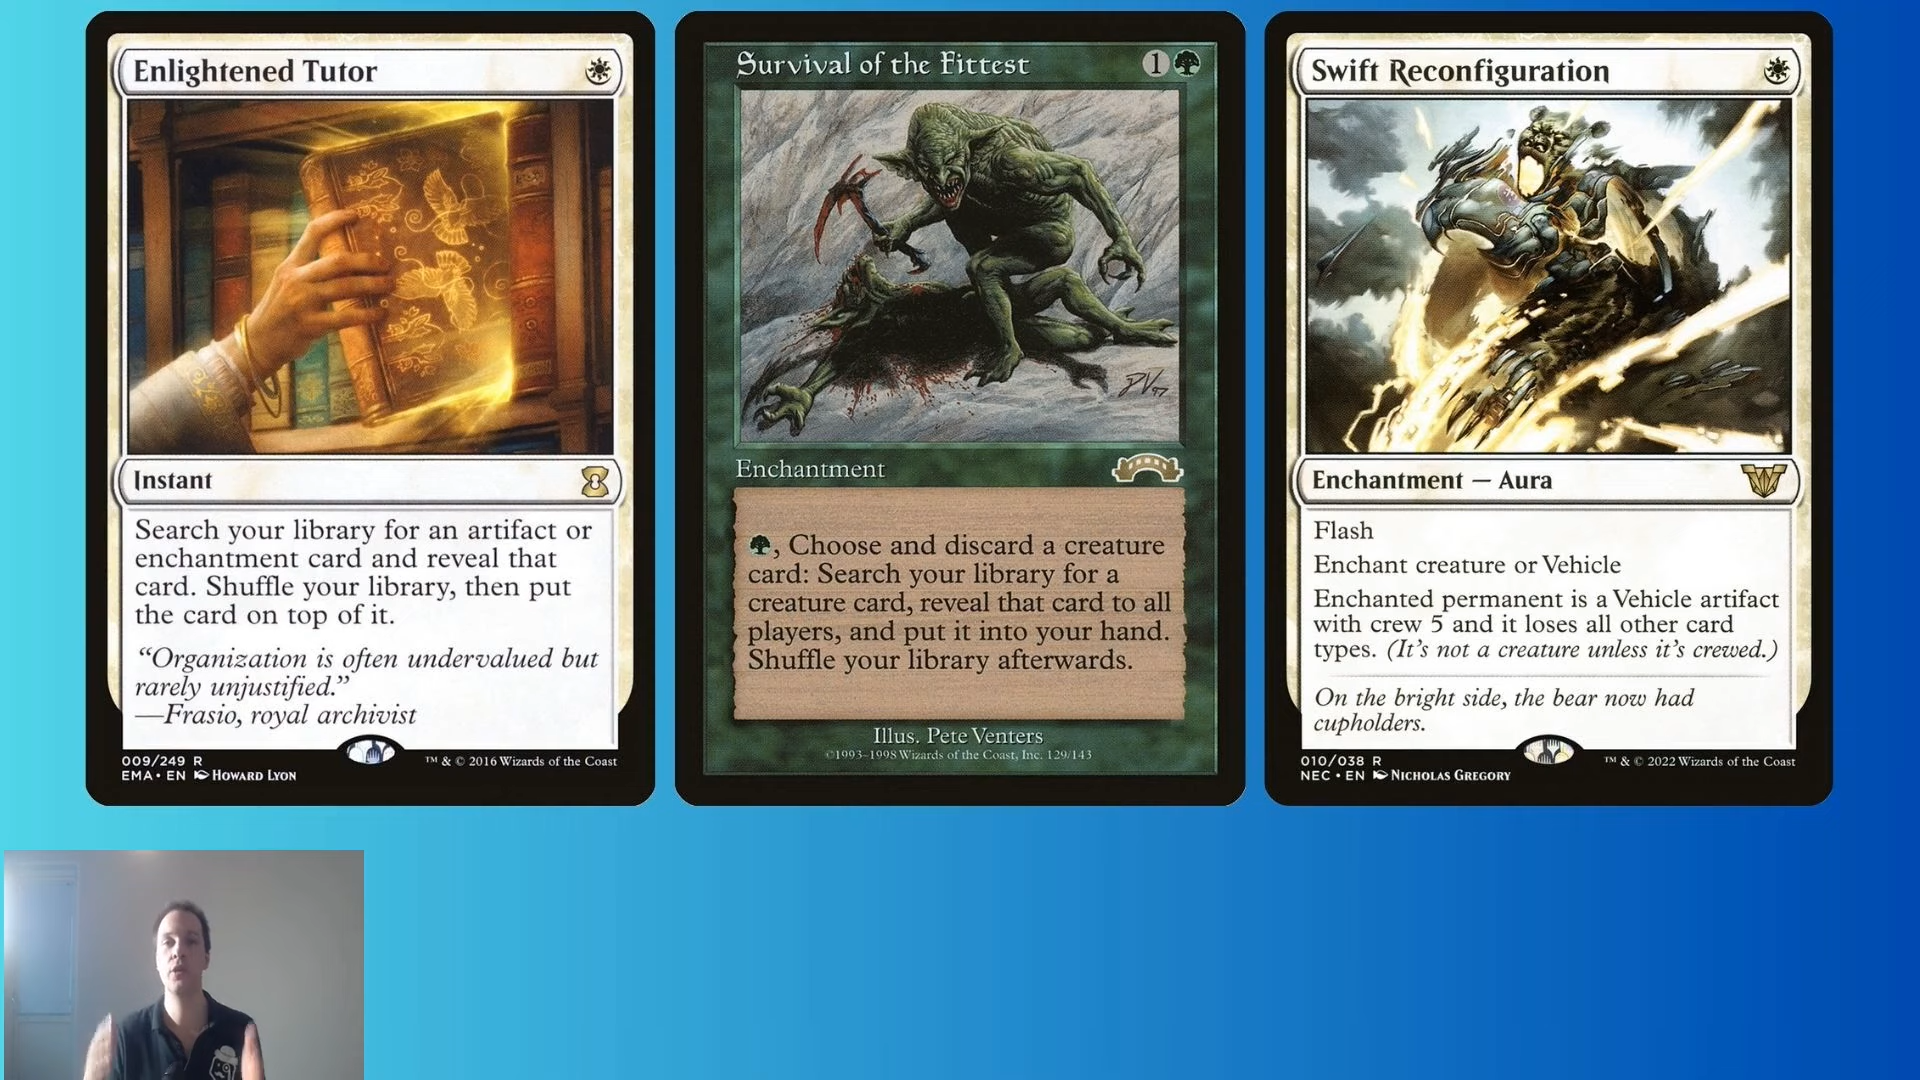 Enlightened Tutor
Instant
Search your library for an artifact or
enchantment card and reveal that
card. Shuffle your library, then put
the card on top of it.
“Organization is often undervalued but
rarely unjustified.”
—Frasio, royal archivist
009/249 R
EMA • EN Howard Lyon
™ & © 2016 Wizards of the Coast
Survival of the Fittest
1
DV97
Enchantment
, Choose and discard a creature
card: Search your library for a
creature card, reveal that card to all
players, and put it into your hand.
Shuffle your library afterwards.
Illus. Pete Venters
©1993–1998 Wizards of the Coast, Inc. 129/143
Swift Reconfiguration
Enchantment — Aura
Flash
Enchant creature or Vehicle
Enchanted permanent is a Vehicle artifact
with crew 5 and it loses all other card
types. (It’s not a creature unless it’s crewed.)
On the bright side, the bear now had
cupholders.
010/038 R
NEC • EN Nicholas Gregory
™ & © 2022 Wizards of the Coast